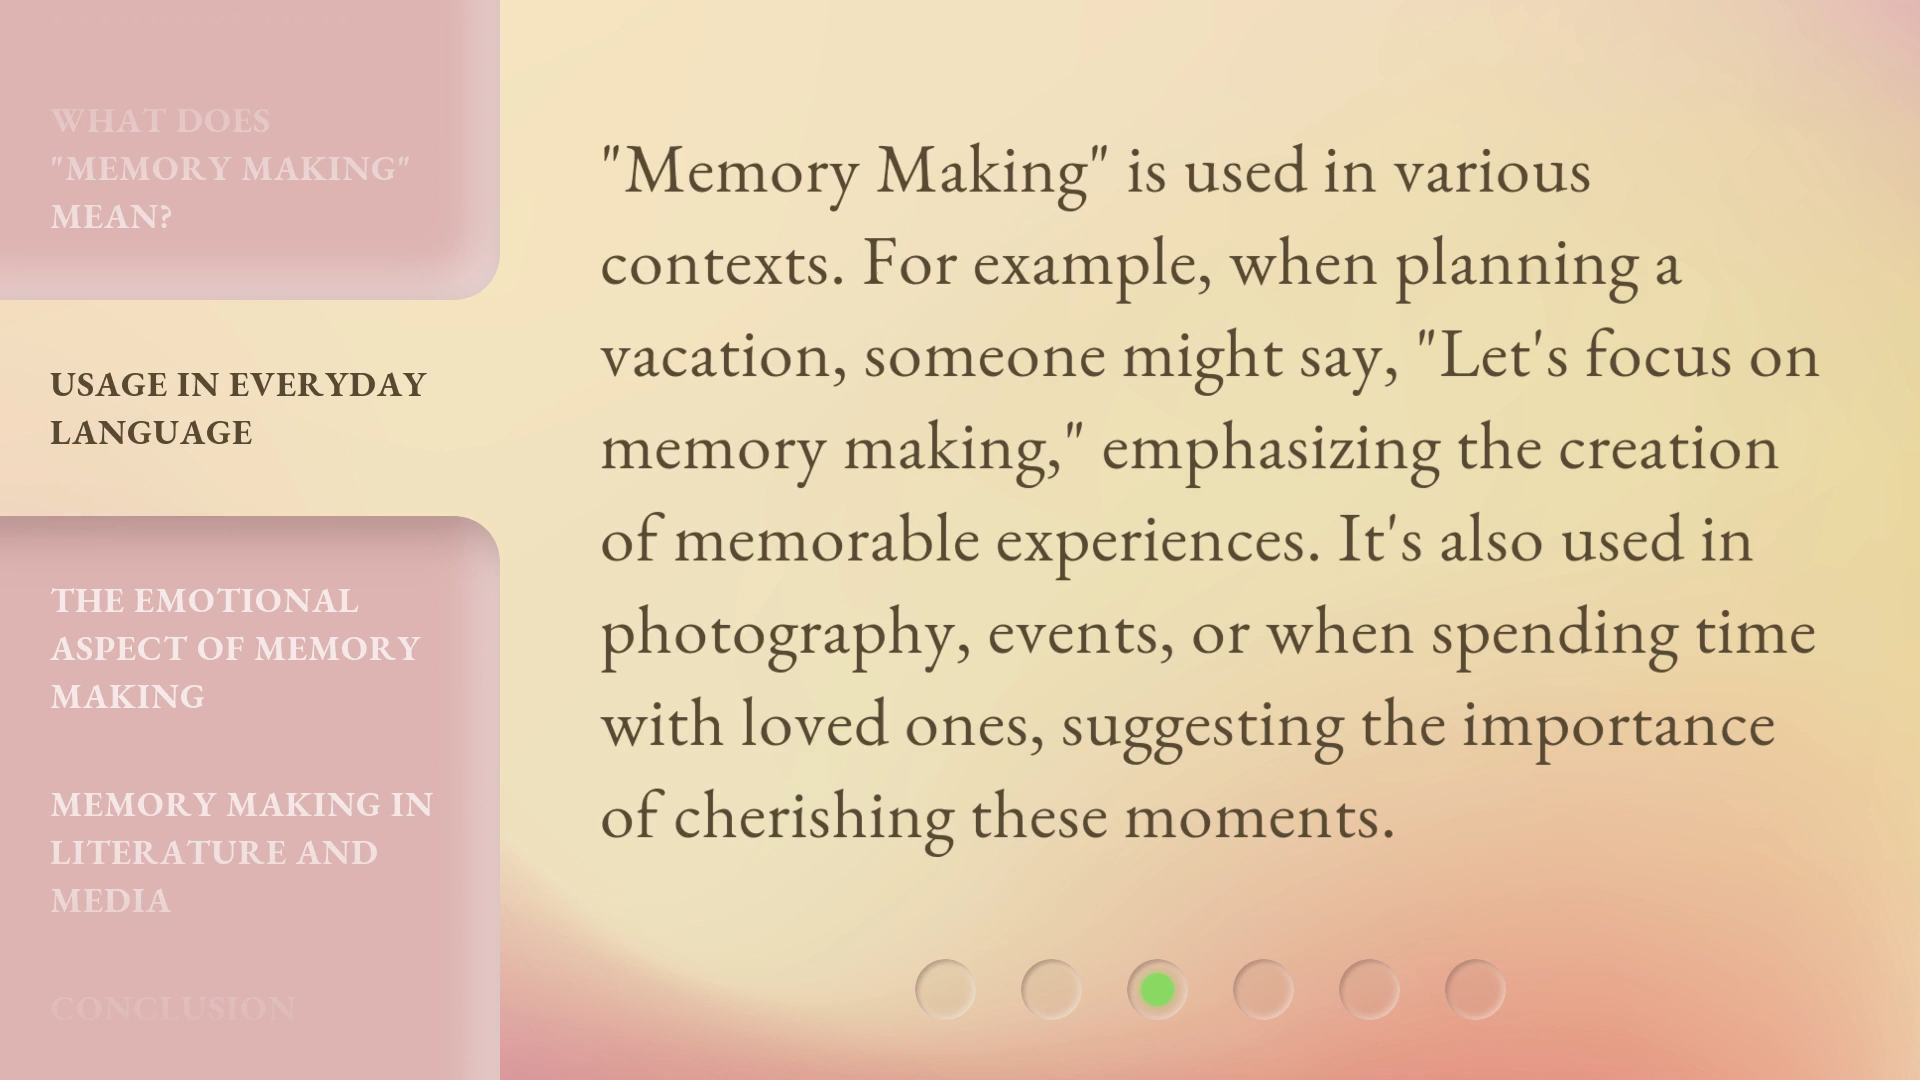 WHAT DOES
"MEMORY MAKING"
MEAN?
USAGE IN EVERYDAY
LANGUAGE
THE EMOTIONAL
ASPECT OF MEMORY
MAKING
MEMORY MAKING IN
LITERATURE AND
MEDIA
CONCLUSION
"Memory Making" is used in various
contexts. For example, when planning a
vacation, someone might say, "Let's focus on
memory making," emphasizing the creation
of memorable experiences. It's also used in
photography, events, or when spending time
with loved ones, suggesting the importance
of cherishing these moments.